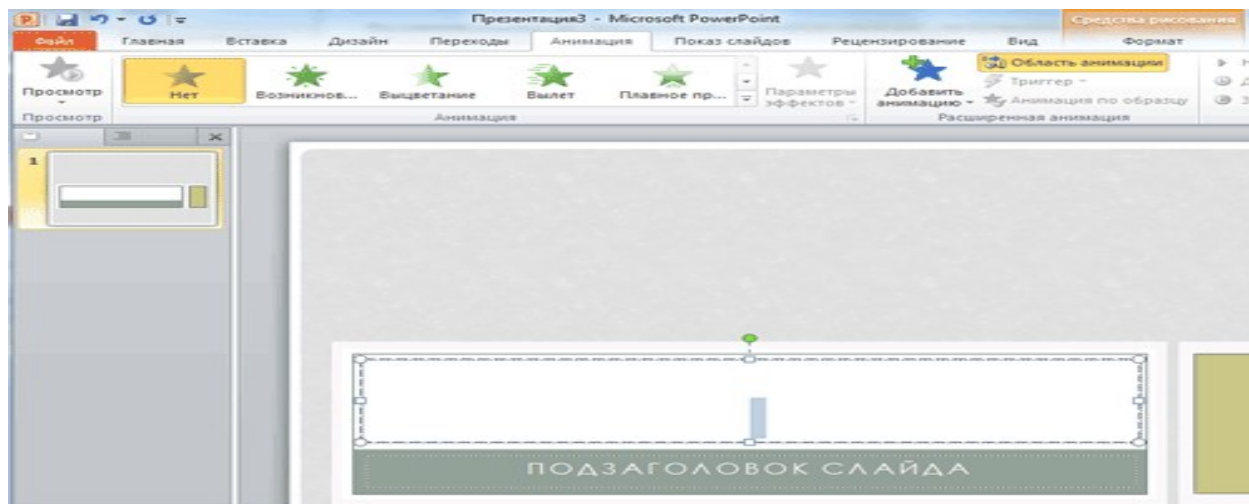 Презентация3 - Microsoft PowerPoint
Средства рисования
Файл Главная Вставка Дизайн Переходы Анимация Показ слайдов Рецензирование Вид Формат
Просмотр Нет Возникнов... Выцветание Вылет Плавное пр... Параметры эффектов Добавить анимацию Область анимации
Триггер
Анимация по образцу
Просмотр Анимация Расширенная анимация
1
ПОДЗАГОЛОВОК СЛАЙДА